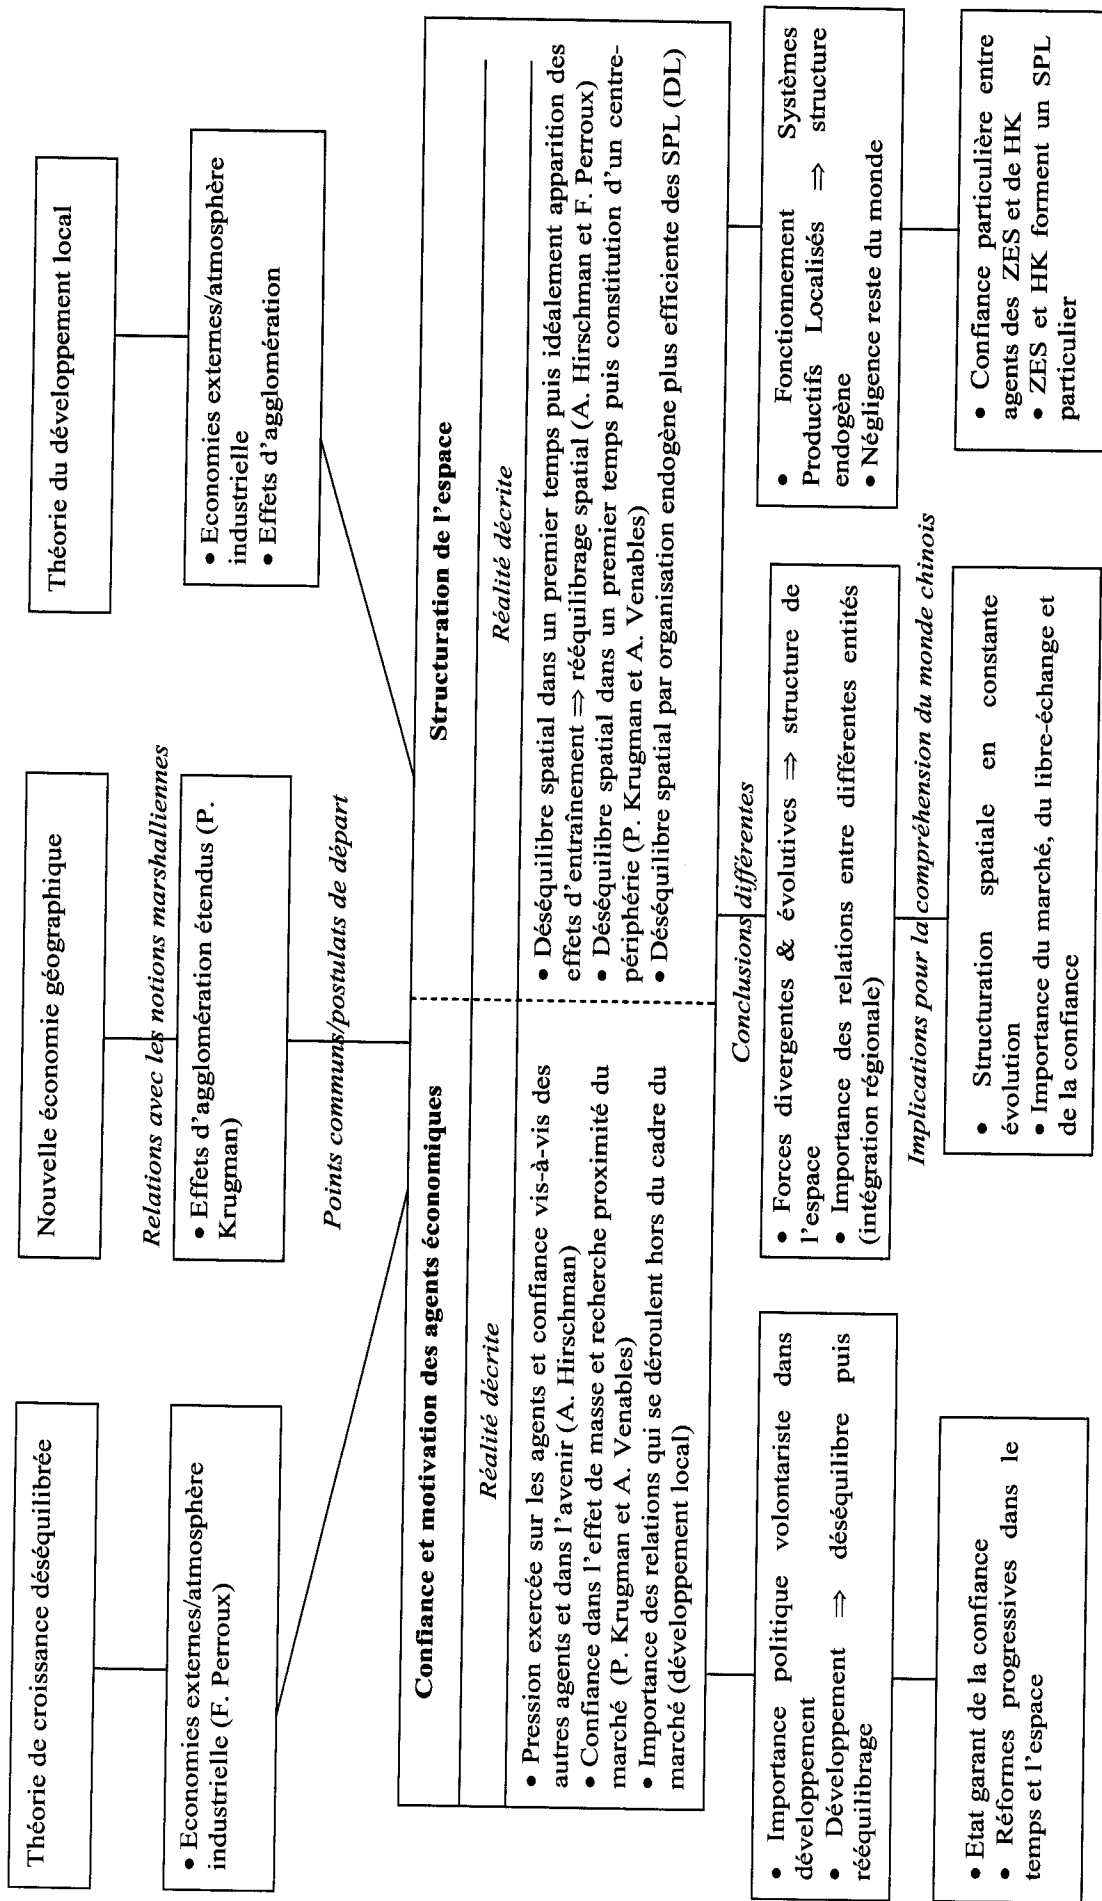 Théorie de croissance déséquilibrée
Nouvelle économie géographique
Théorie du développement local
Relations avec les notions marshalliennes
• Economies externes/atmosphère
industrielle (F. Perroux)
• Effets d'agglomération étendus (P.
Krugman)
• Economies externes/atmosphère
industrielle
• Effets d'agglomération
Points communs/postulats de départ
Confiance et motivation des agents économiques
Structuration de l'espace
Réalité décrite
Réalité décrite
• Pression exercée sur les agents et confiance vis-à-vis des
autres agents et dans l'avenir (A. Hirschman)
• Confiance dans l'effet de masse et recherche proximité du
marché (P. Krugman et A. Venables)
• Importance des relations qui se déroulent hors du cadre du
marché (développement local)
• Déséquilibre spatial dans un premier temps puis idéalement apparition des
effets d'entraînement ⇒ rééquilibrage spatial (A. Hirschman et F. Perroux)
• Déséquilibre spatial dans un premier temps puis constitution d'un centre-
périphérie (P. Krugman et A. Venables)
• Déséquilibre spatial par organisation endogène plus efficiente des SPL (DL)
Conclusions différentes
• Importance politique volontariste dans
développement
• Développement ⇒ déséquilibre puis
rééquilibrage
• Forces divergentes & évolutives ⇒ structure de
l'espace
• Importance des relations entre différentes entités
(intégration régionale)
• Fonctionnement Systèmes
Productifs Localisés ⇒ structure
endogène
• Négligence reste du monde
Implications pour la compréhension du monde chinois
• Etat garant de la confiance
• Réformes progressives dans le
temps et l'espace
• Structuration spatiale en constante
évolution
• Importance du marché, du libre-échange et
de la confiance
• Confiance particulière entre
agents des ZES et de HK
• ZES et HK forment un SPL
particulier